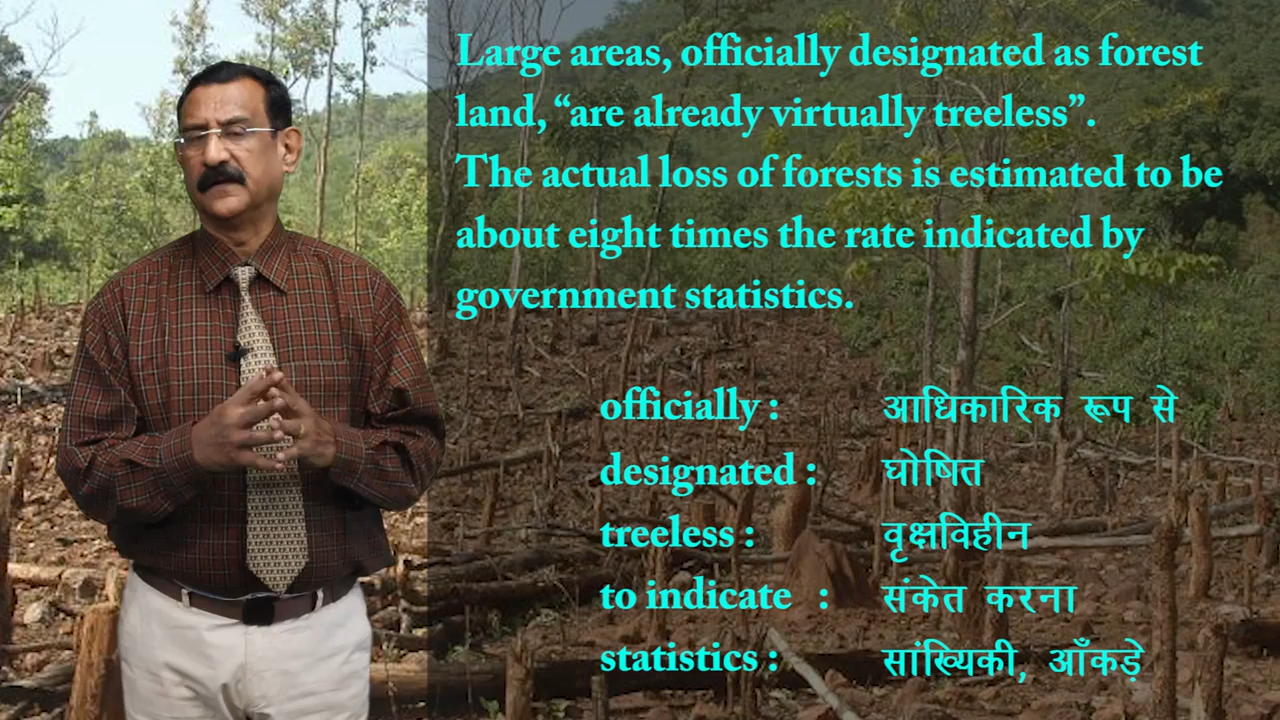 Large areas, officially designated as forest
land, “are already virtually treeless”.
The actual loss of forests is estimated to be
about eight times the rate indicated by
government statistics.
officially : आधिकारिक रूप से
designated : घोषित
treeless : वृक्षविहीन
to indicate : संकेत करना
statistics : सांख्यिकी, आँकड़े